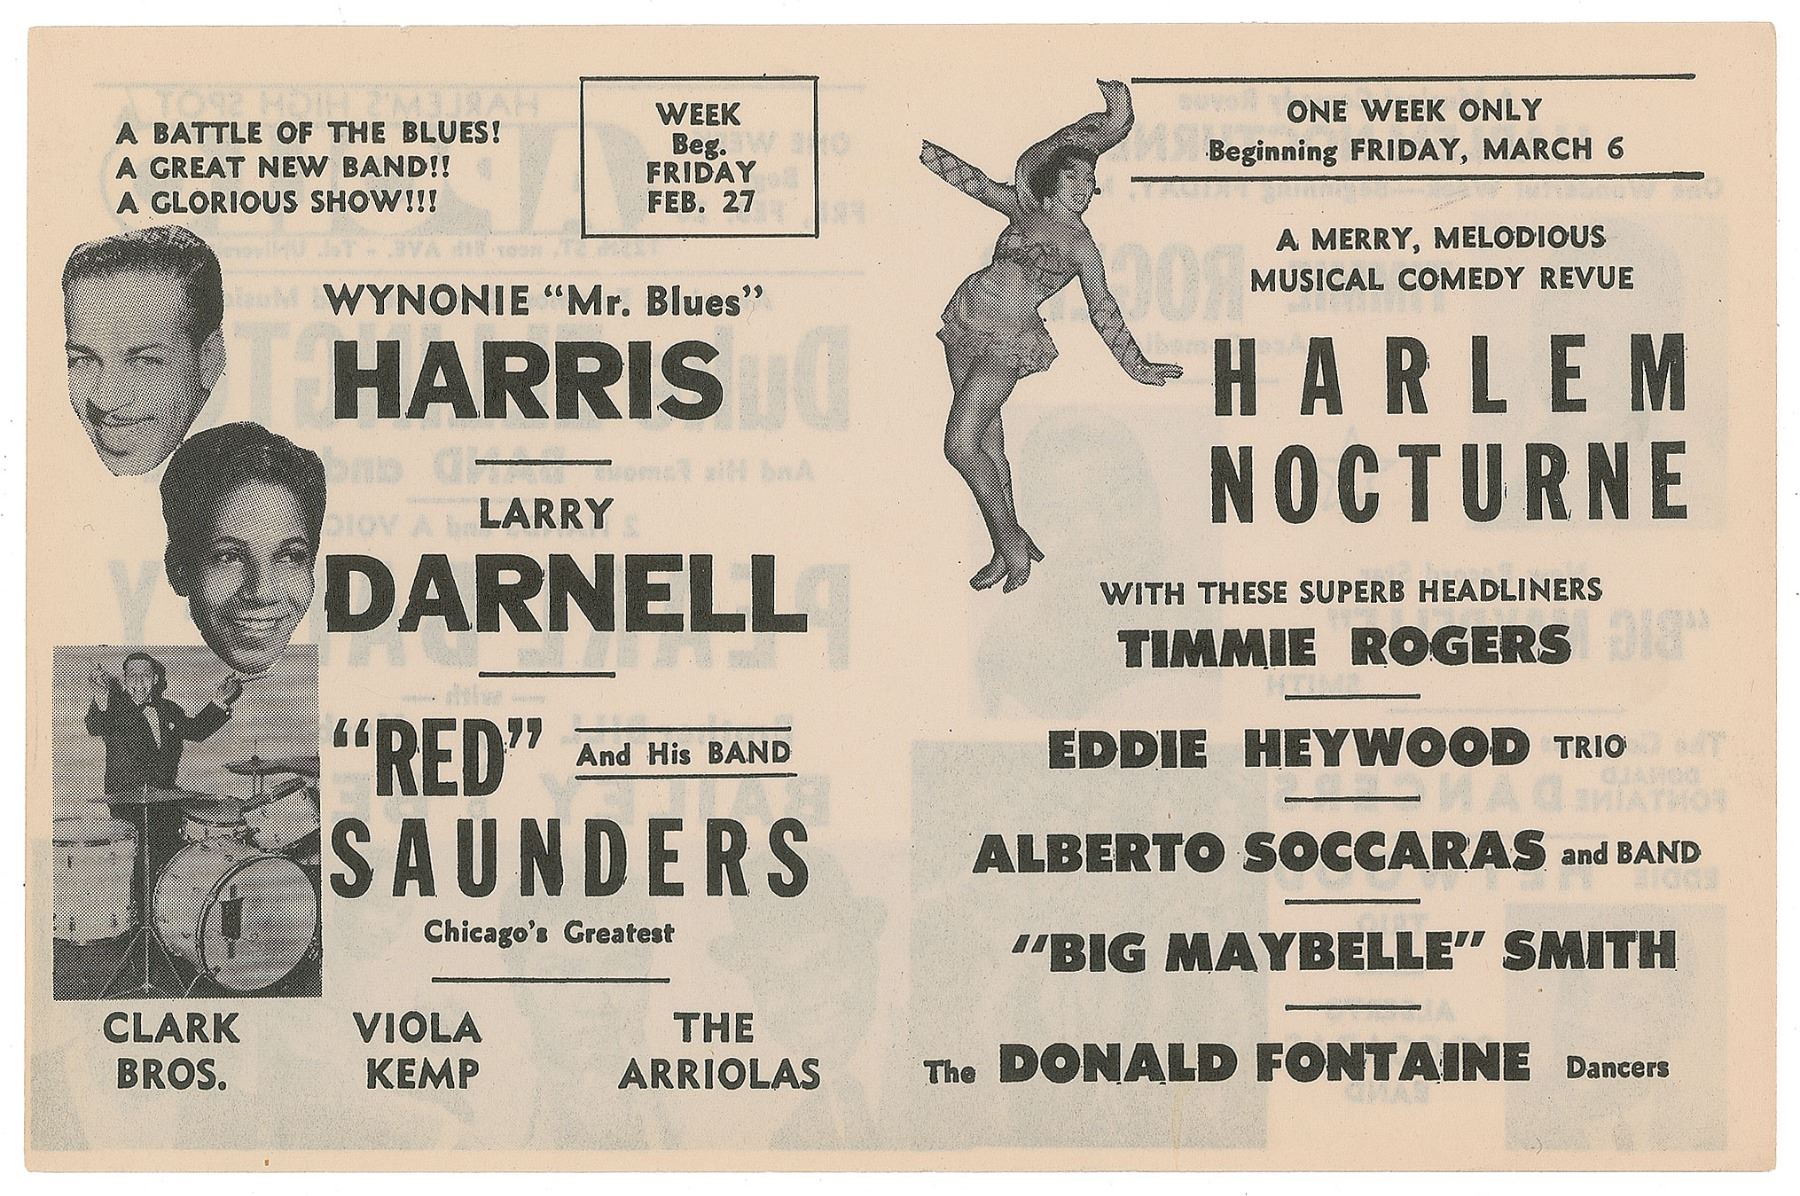 A BATTLE OF THE BLUES!
A GREAT NEW BAND!!
A GLORIOUS SHOW!!!
WEEK
Beg.
FRIDAY
FEB. 27
WYNONIE “Mr. Blues”
HARRIS
LARRY
DARNELL
“RED” And His BAND
SAUNDERS
Chicago's Greatest
CLARK
BROS.
VIOLA
KEMP
THE
ARRIOLAS
ONE WEEK ONLY
Beginning FRIDAY, MARCH 6
A MERRY, MELODIOUS
MUSICAL COMEDY REVUE
HARLEM
NOCTURNE
WITH THESE SUPERB HEADLINERS
TIMMIE ROGERS
EDDIE HEYWOOD TRIO
ALBERTO SOCCARAS and BAND
“BIG MAYBELLE” SMITH
The DONALD FONTAINE Dancers